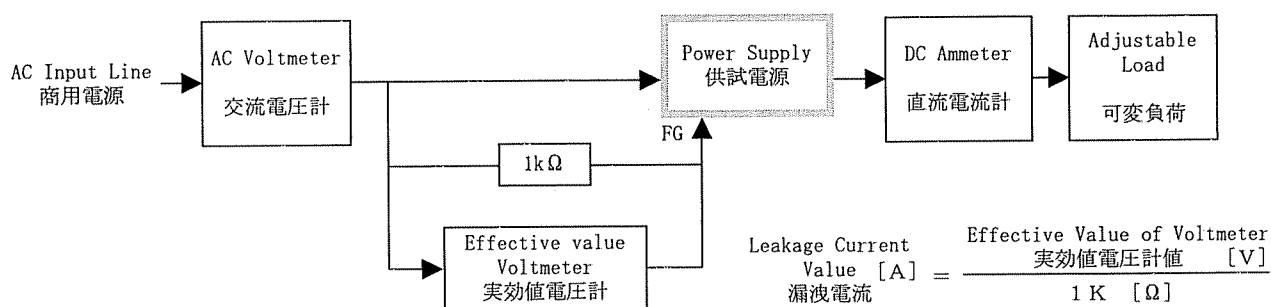 AC Input Line
商用電源
AC Voltmeter
交流電圧計
Power Supply
供試電源
DC Ammeter
直流電流計
Adjustable
Load
可変負荷
FG
1kΩ
Effective value
Voltmeter
実効値電圧計
Leakage Current
Value [A]
漏洩電流
=
Effective Value of Voltmeter
実効値電圧計値 [V]
1 K [Ω]